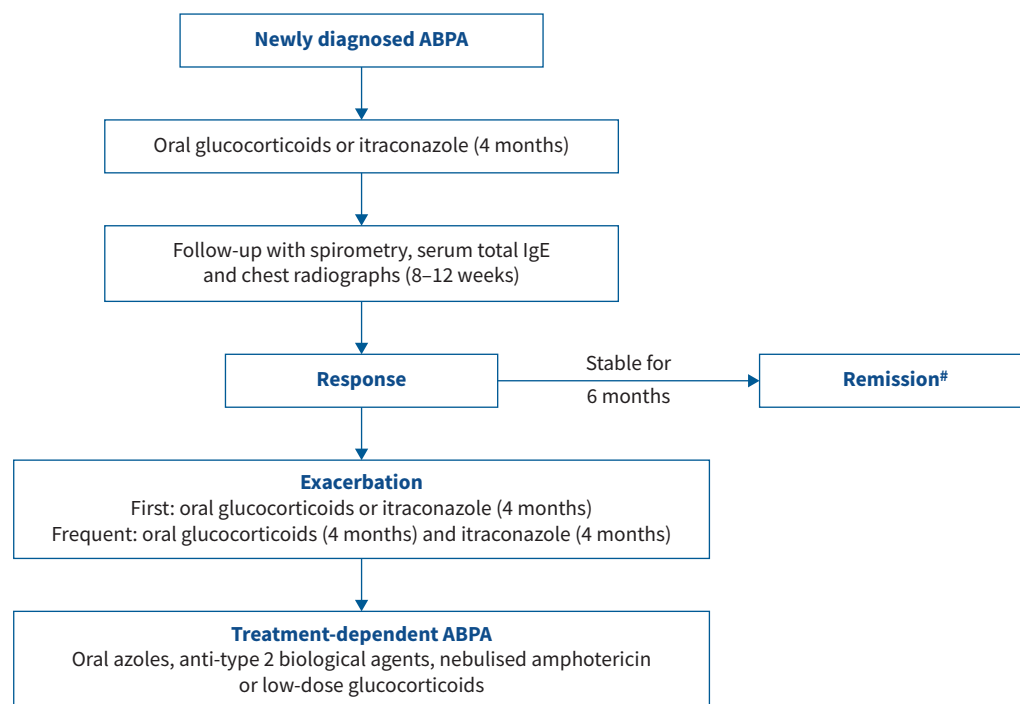 Newly diagnosed ABPA
Oral glucocorticoids or itraconazole (4 months)
Follow-up with spirometry, serum total IgE
and chest radiographs (8–12 weeks)
Response
Stable for
6 months
Remission#
Exacerbation
First: oral glucocorticoids or itraconazole (4 months)
Frequent: oral glucocorticoids (4 months) and itraconazole (4 months)
Treatment-dependent ABPA
Oral azoles, anti-type 2 biological agents, nebulised amphotericin
or low-dose glucocorticoids